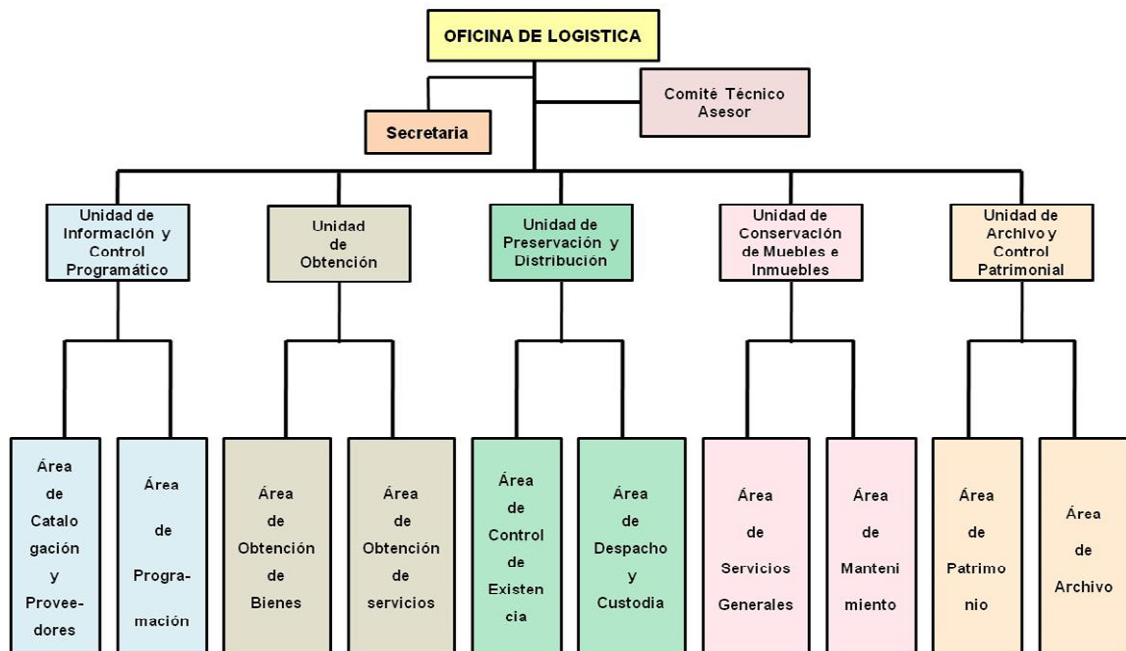 OFICINA DE LOGISTICA
Comité Técnico
Asesor
Secretaria
Unidad de
Información y
Control
Programático
Unidad
de
Obtención
Unidad de
Preservación y
Distribución
Unidad de
Conservación
de Muebles e
Inmuebles
Unidad de
Archivo y
Control
Patrimonial
Área
de
Catalo
gación
y
Provee-
dores
Área
de
Progra-
mación
Área
de
Obtención
de
Bienes
Área
de
Obtención
de
servicios
Área
de
Control
de
Existen
cia
Área
de
Despacho
y
Custodia
Área
de
Servicios
Generales
Área
de
Manteni
miento
Área
de
Patrimo
nio
Área
de
Archivo